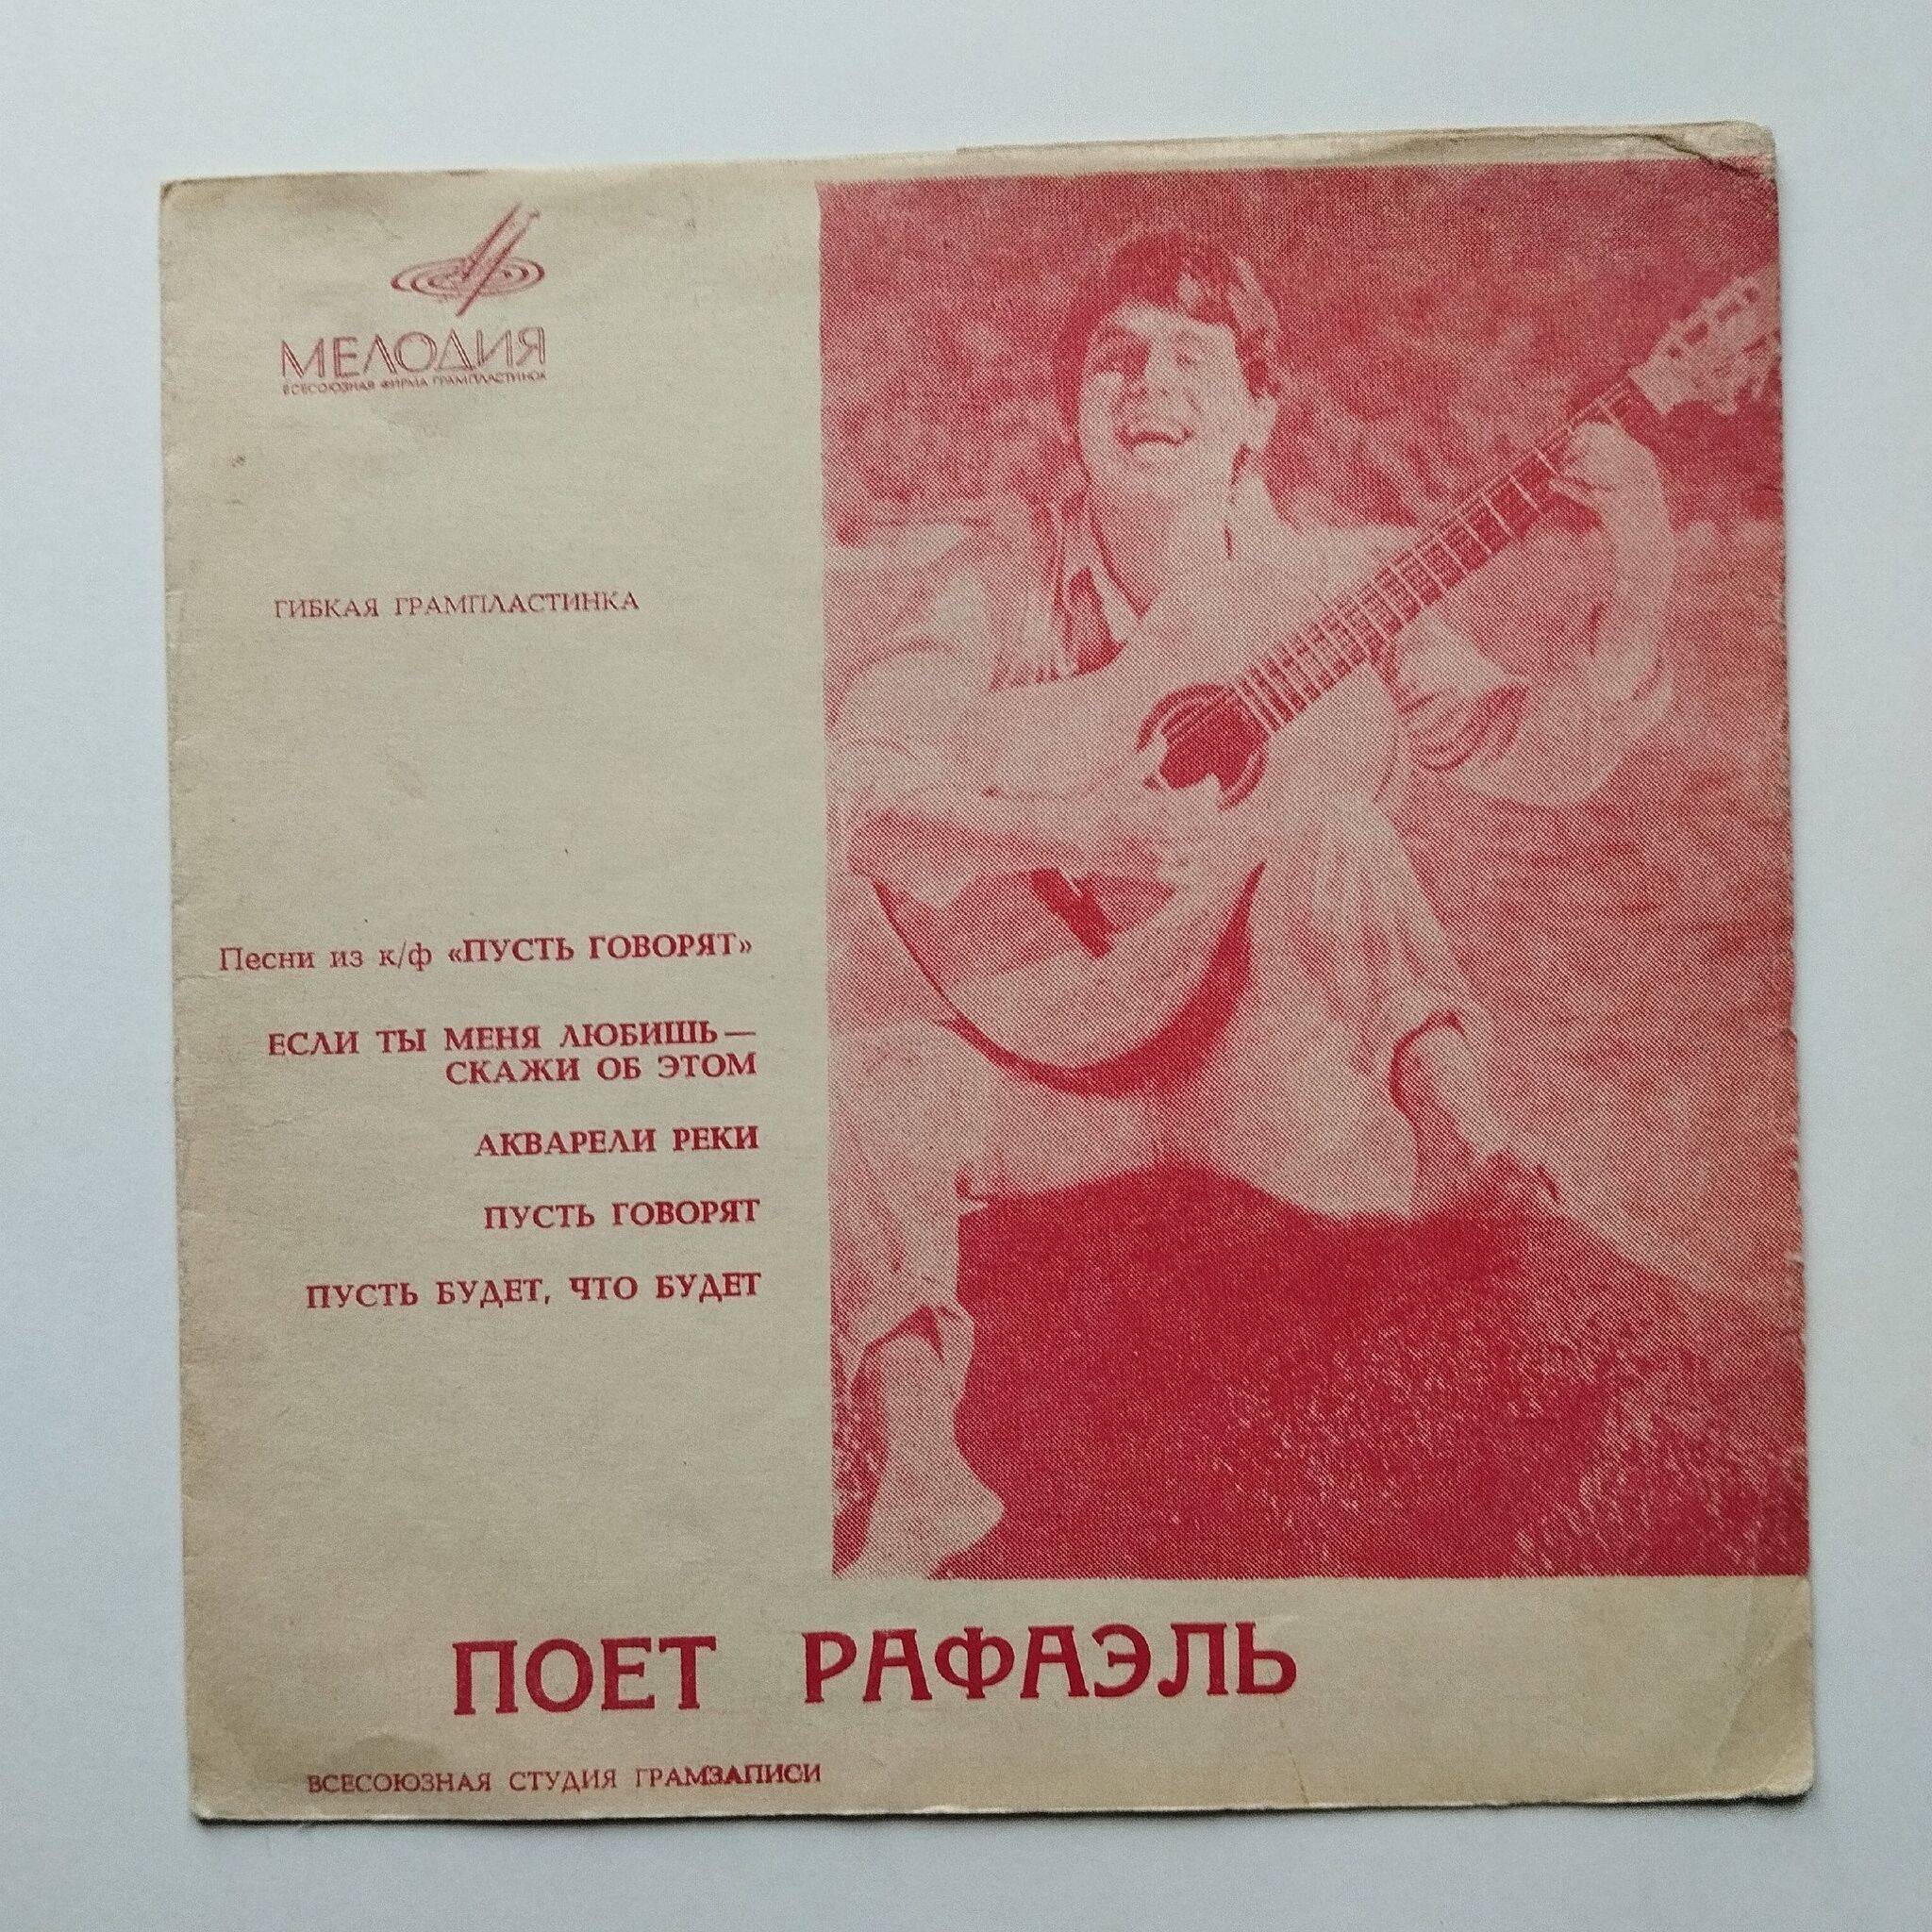 МЕЛОДИЯ
ВСЕСОЮЗНАЯ ФИРМА ГРАМПЛАСТИНОК
ГИБКАЯ ГРАМПЛАСТИНКА
Песни из к/ф «ПУСТЬ ГОВОРЯТ»
ЕСЛИ ТЫ МЕНЯ ЛЮБИШЬ —
СКАЖИ ОБ ЭТОМ
АКВАРЕЛИ РЕКИ
ПУСТЬ ГОВОРЯТ
ПУСТЬ БУДЕТ, ЧТО БУДЕТ
ПОЕТ РАФАЭЛЬ
ВСЕСОЮЗНАЯ СТУДИЯ ГРАМЗАПИСИ